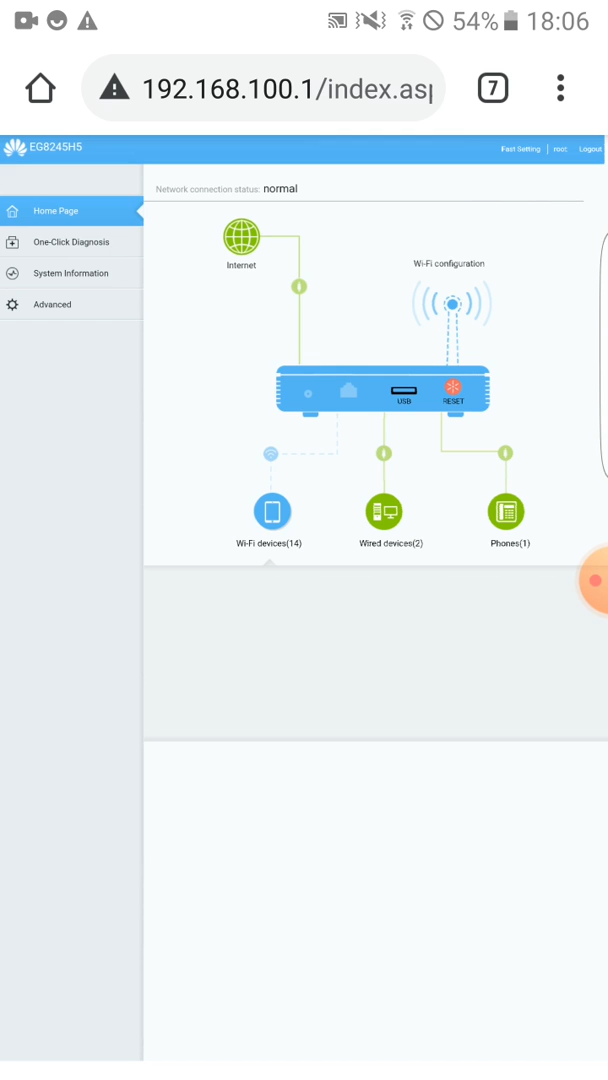 54% 18:06
192.168.100.1/index.asp
7
EG8245H5
Fast Setting | root | Logout
Home Page
One-Click Diagnosis
System Information
Advanced
Network connection status: normal
Internet
Wi-Fi configuration
USB
RESET
Wi-Fi devices(14)
Wired devices(2)
Phones(1)